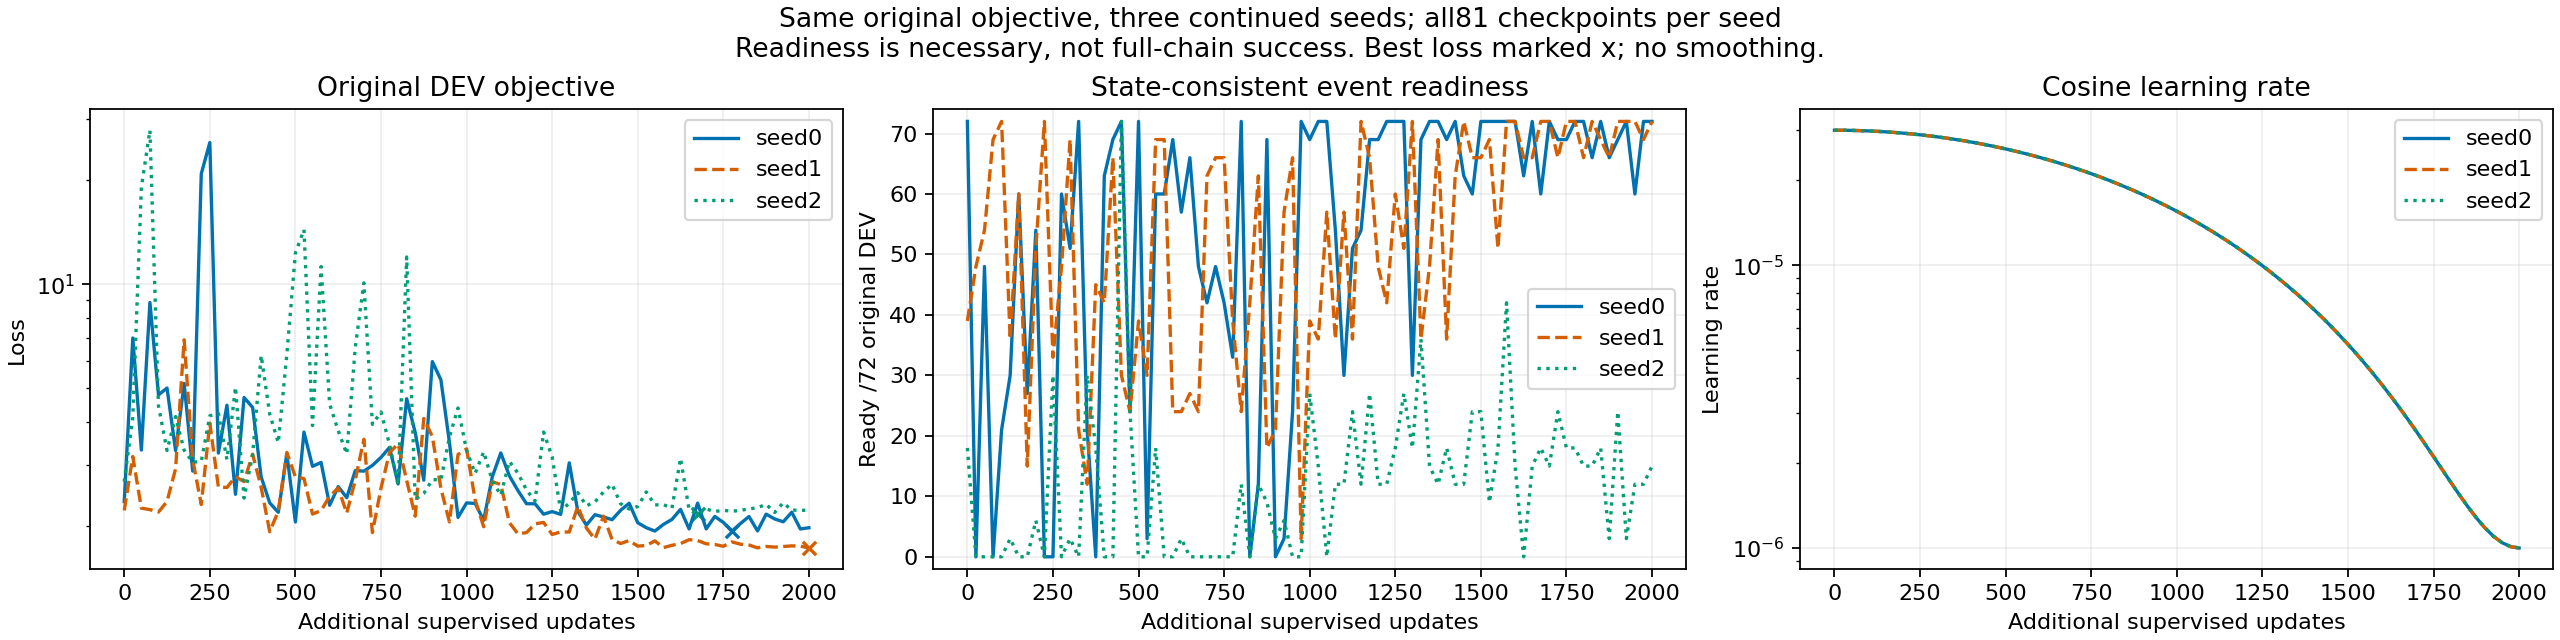 Same original objective, three continued seeds; all81 checkpoints per seed
Readiness is necessary, not full-chain success. Best loss marked x; no smoothing.
Original DEV objective
Loss
10¹
seed0
seed1
seed2
0 250 500 750 1000 1250 1500 1750 2000
Additional supervised updates
State-consistent event readiness
Ready /72 original DEV
70
60
50
40
30
20
10
0
seed0
seed1
seed2
0 250 500 750 1000 1250 1500 1750 2000
Additional supervised updates
Cosine learning rate
Learning rate
10⁻⁵
10⁻⁶
seed0
seed1
seed2
0 250 500 750 1000 1250 1500 1750 2000
Additional supervised updates